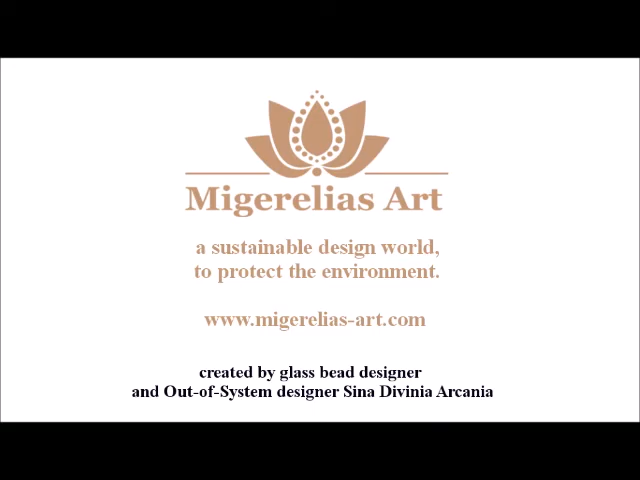 Migerelias Art
a sustainable design world,
to protect the environment.
www.migerelias-art.com
created by glass bead designer
and Out-of-System designer Sina Divinia Arcania